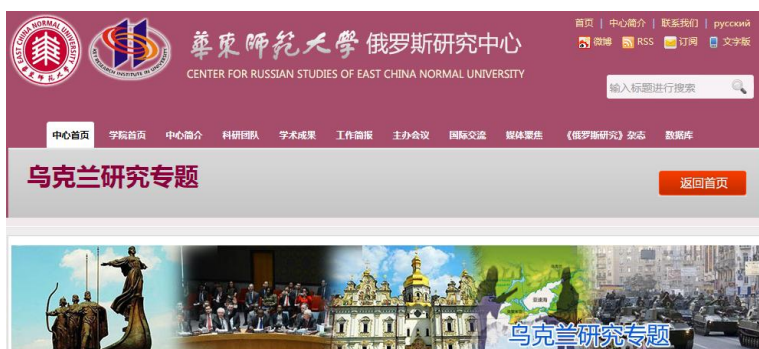 首页 | 中心简介 | 联系我们 | русский
微博 RSS 订阅 文字版
華東師範大學 俄罗斯研究中心
CENTER FOR RUSSIAN STUDIES OF EAST CHINA NORMAL UNIVERSITY
输入标题进行搜索
中心首页 学院首页 中心简介 科研团队 学术成果 工作简报 主办会议 国际交流 媒体聚焦 《俄罗斯研究》杂志 数据库
乌克兰研究专题
返回首页
乌克兰研究专题